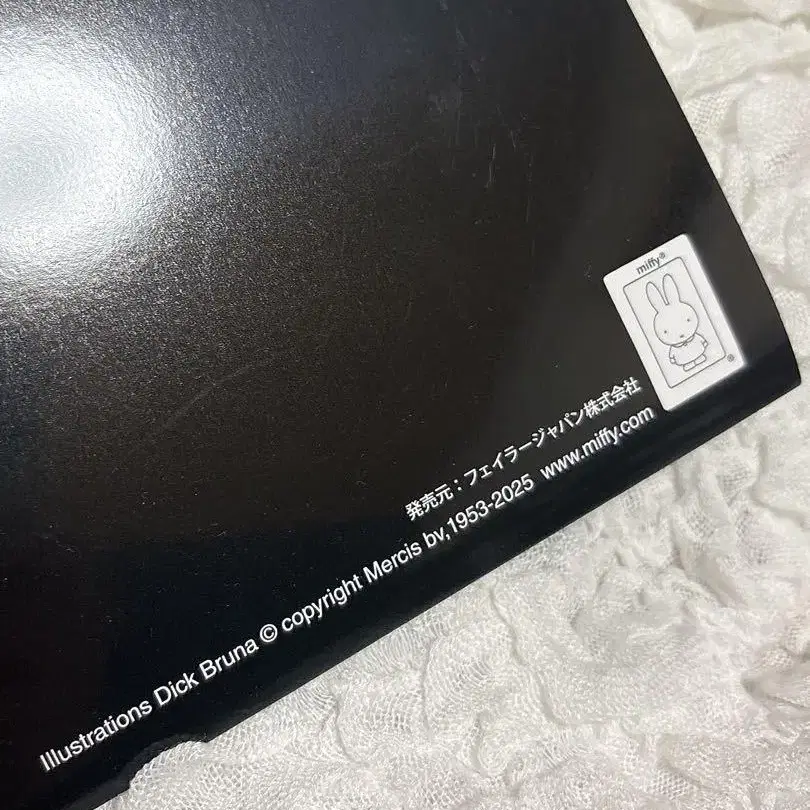 miffy®
®
発売元：フェイラージャパン株式会社
Illustrations Dick Bruna © copyright Mercis bv,1953-2025 www.miffy.com